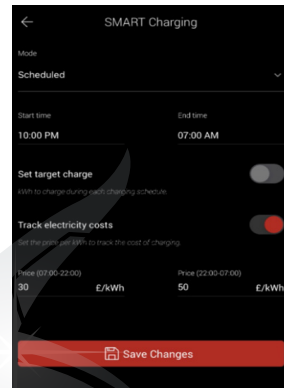 SMART Charging
Mode
Scheduled
Start time End time
10:00 PM 07:00 AM
Set target charge
kWh to charge during each charging schedule.
Track electricity costs
Set the price per kWh to track the cost of charging.
Price (07:00-22:00) Price (22:00-07:00)
30 £/kWh 50 £/kWh
Save Changes